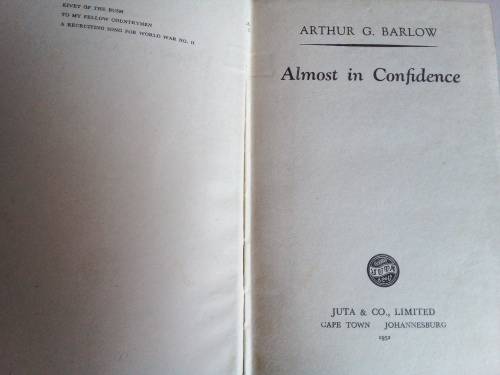 KIVET OF THE BUSH
TO MY FELLOW COUNTRYMEN
A RECRUITING SONG FOR WORLD WAR NO. II
ARTHUR G. BARLOW
Almost in Confidence
JUTA & CO., LIMITED
CAPE TOWN JOHANNESBURG
1952